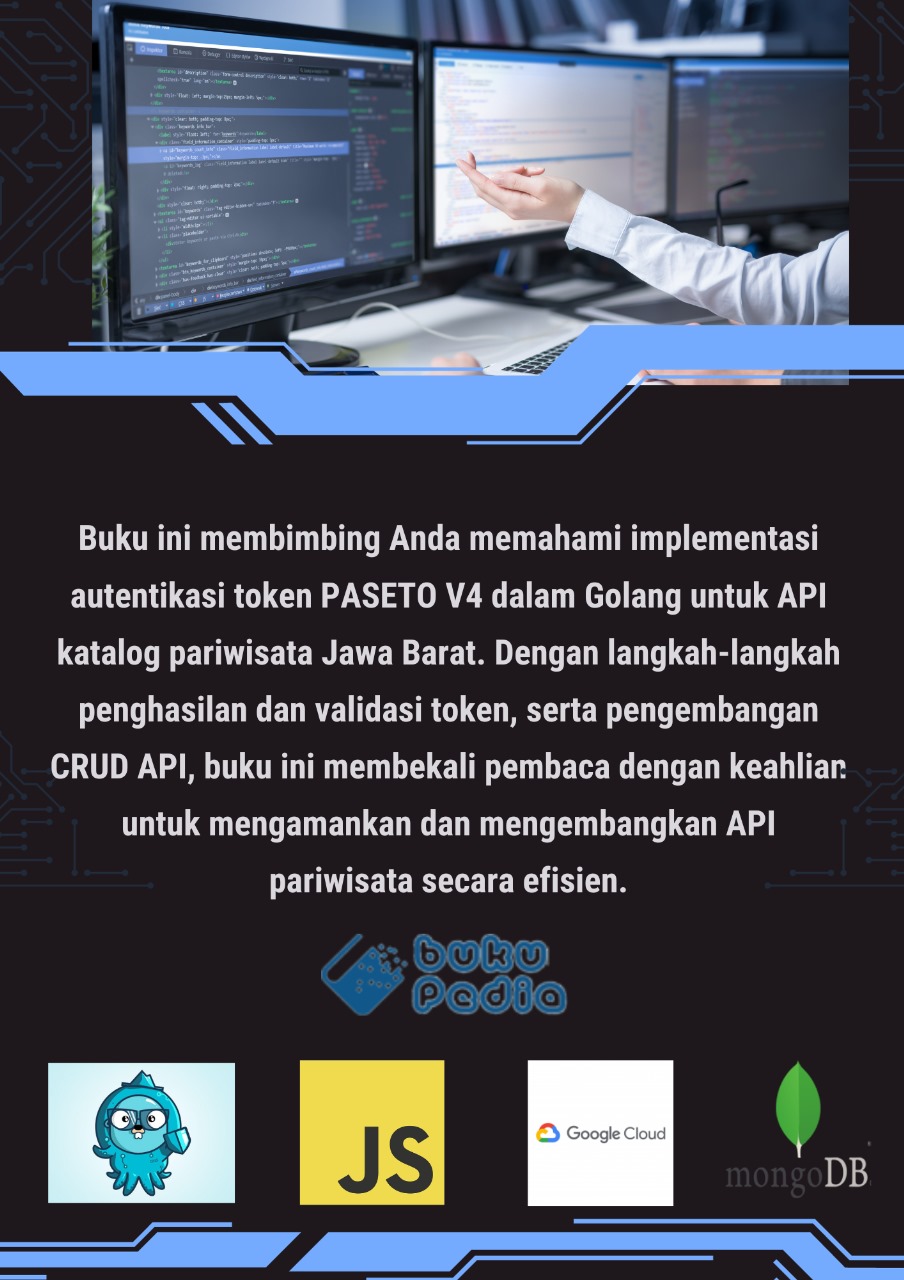 Buku ini membimbing Anda memahami implementasi
autentikasi token PASETO V4 dalam Golang untuk API
katalog pariwisata Jawa Barat. Dengan langkah-langkah
penghasilan dan validasi token, serta pengembangan
CRUD API, buku ini membekali pembaca dengan keahlian
untuk mengamankan dan mengembangkan API
pariwisata secara efisien.
buku
Pedia
JS
Google Cloud
mongoDB